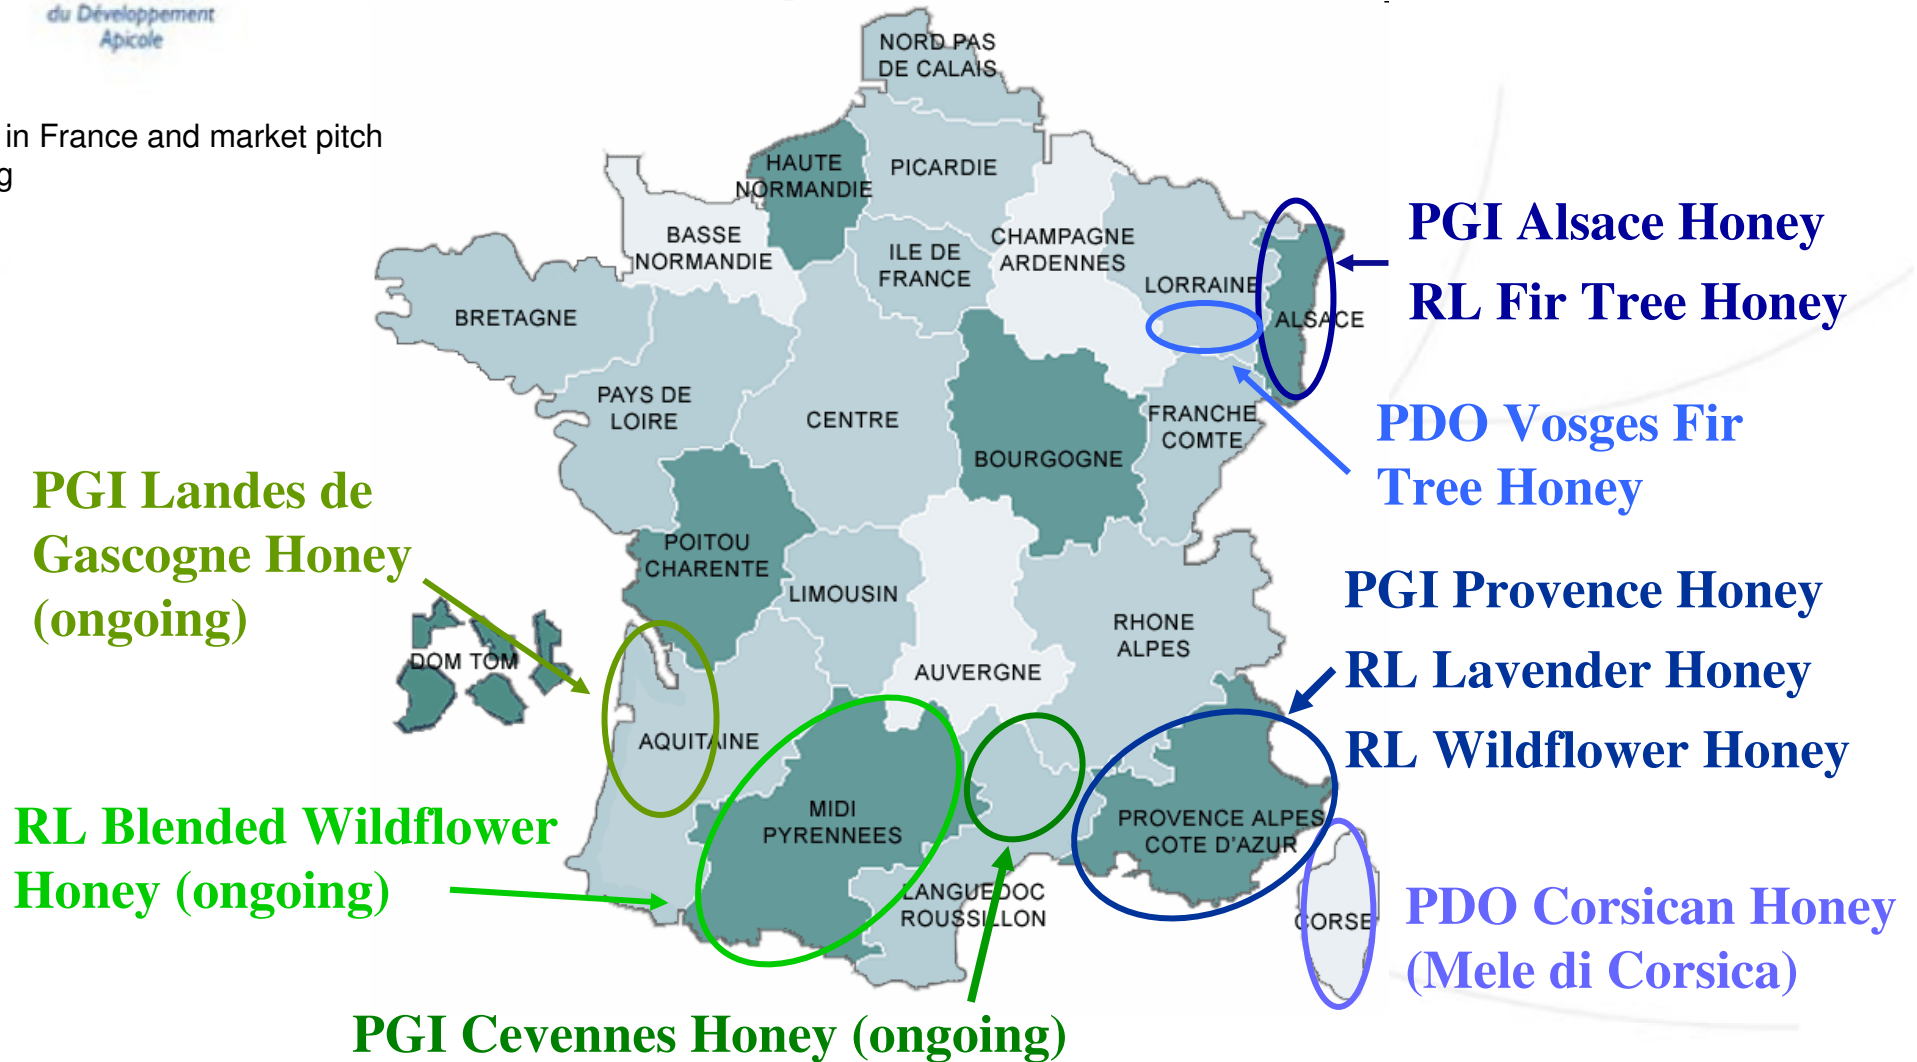 du Développement
Apicole
in France and market pitch
g
NORD PAS
DE CALAIS
HAUTE
NORMANDIE
PICARDIE
BASSE
NORMANDIE
ILE DE
FRANCE
CHAMPAGNE
ARDENNES
LORRAINE
ALSACE
BRETAGNE
PAYS DE
LOIRE
CENTRE
BOURGOGNE
FRANCHE
COMTE
POITOU
CHARENTE
LIMOUSIN
AUVERGNE
RHONE
ALPES
DOM TOM
AQUITAINE
MIDI
PYRENNEES
PROVENCE ALPES
COTE D'AZUR
LANGUEDOC
ROUSSILLON
CORSE
PGI Alsace Honey
RL Fir Tree Honey
PDO Vosges Fir
Tree Honey
PGI Landes de
Gascogne Honey
(ongoing)
PGI Provence Honey
RL Lavender Honey
RL Wildflower Honey
RL Blended Wildflower
Honey (ongoing)
PDO Corsican Honey
(Mele di Corsica)
PGI Cevennes Honey (ongoing)